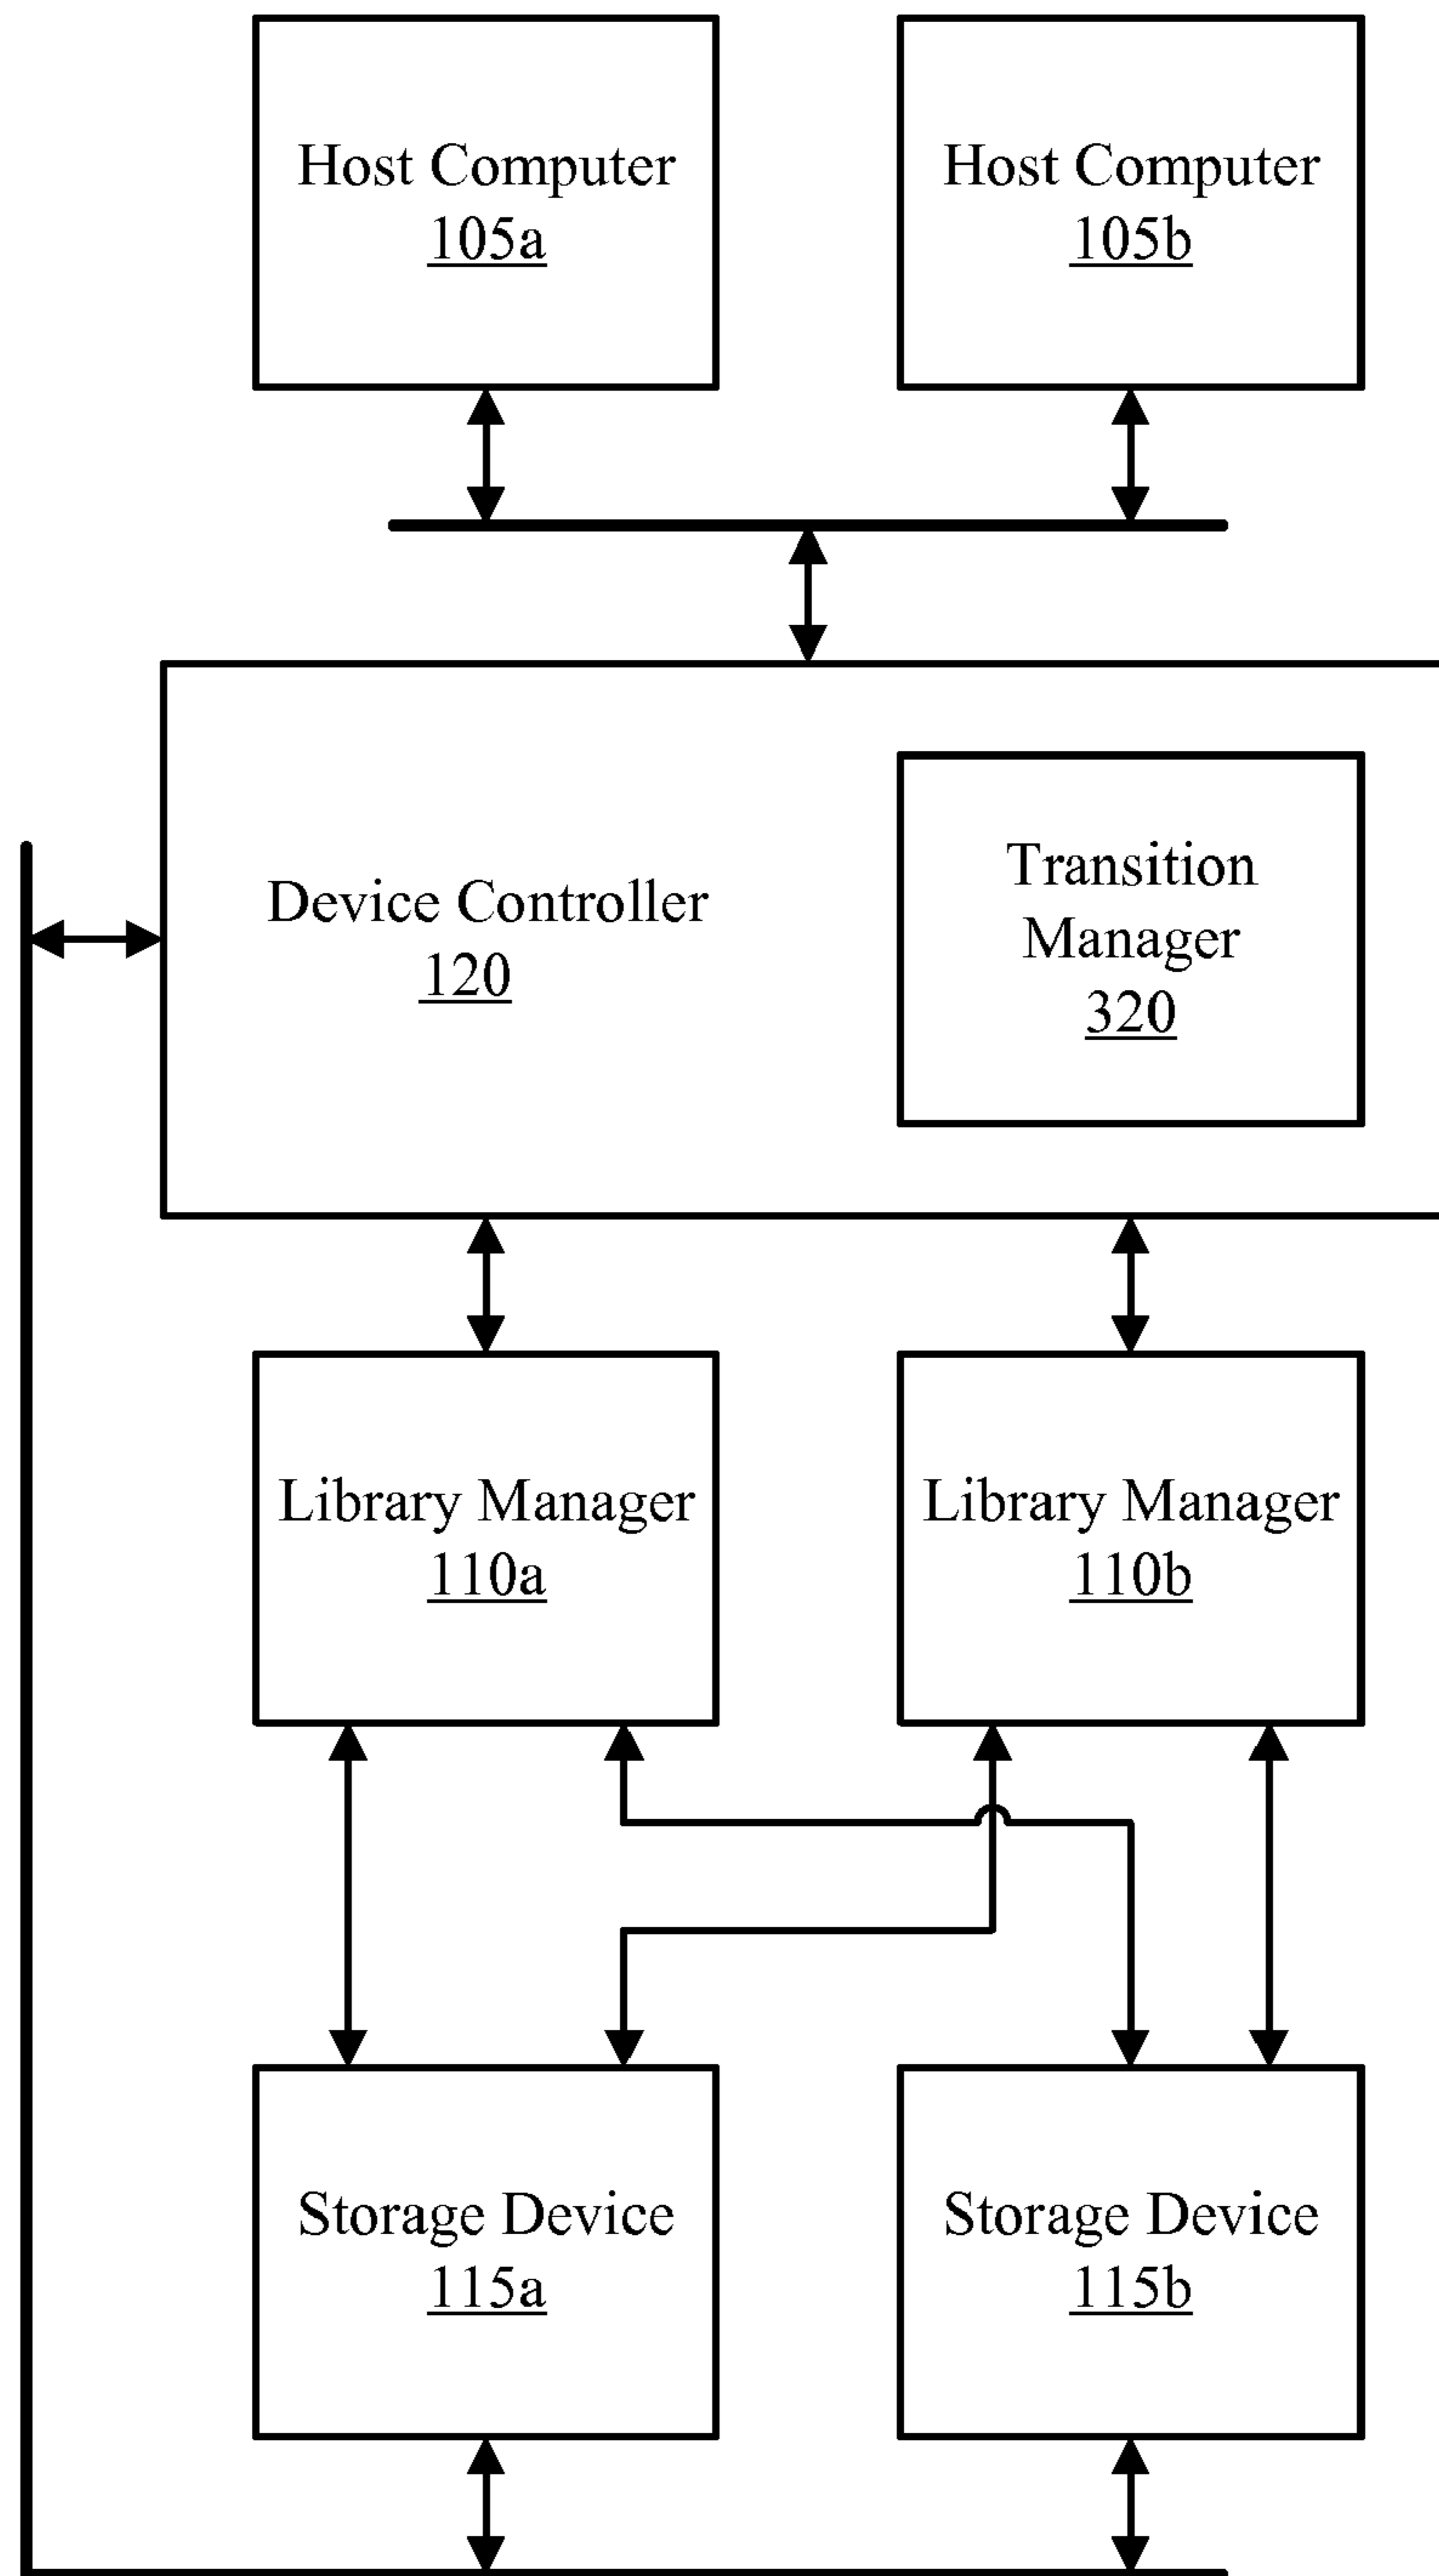 Host Computer
105a
Host Computer
105b
Device Controller
120
Transition
Manager
320
Library Manager
110a
Library Manager
110b
Storage Device
115a
Storage Device
115b